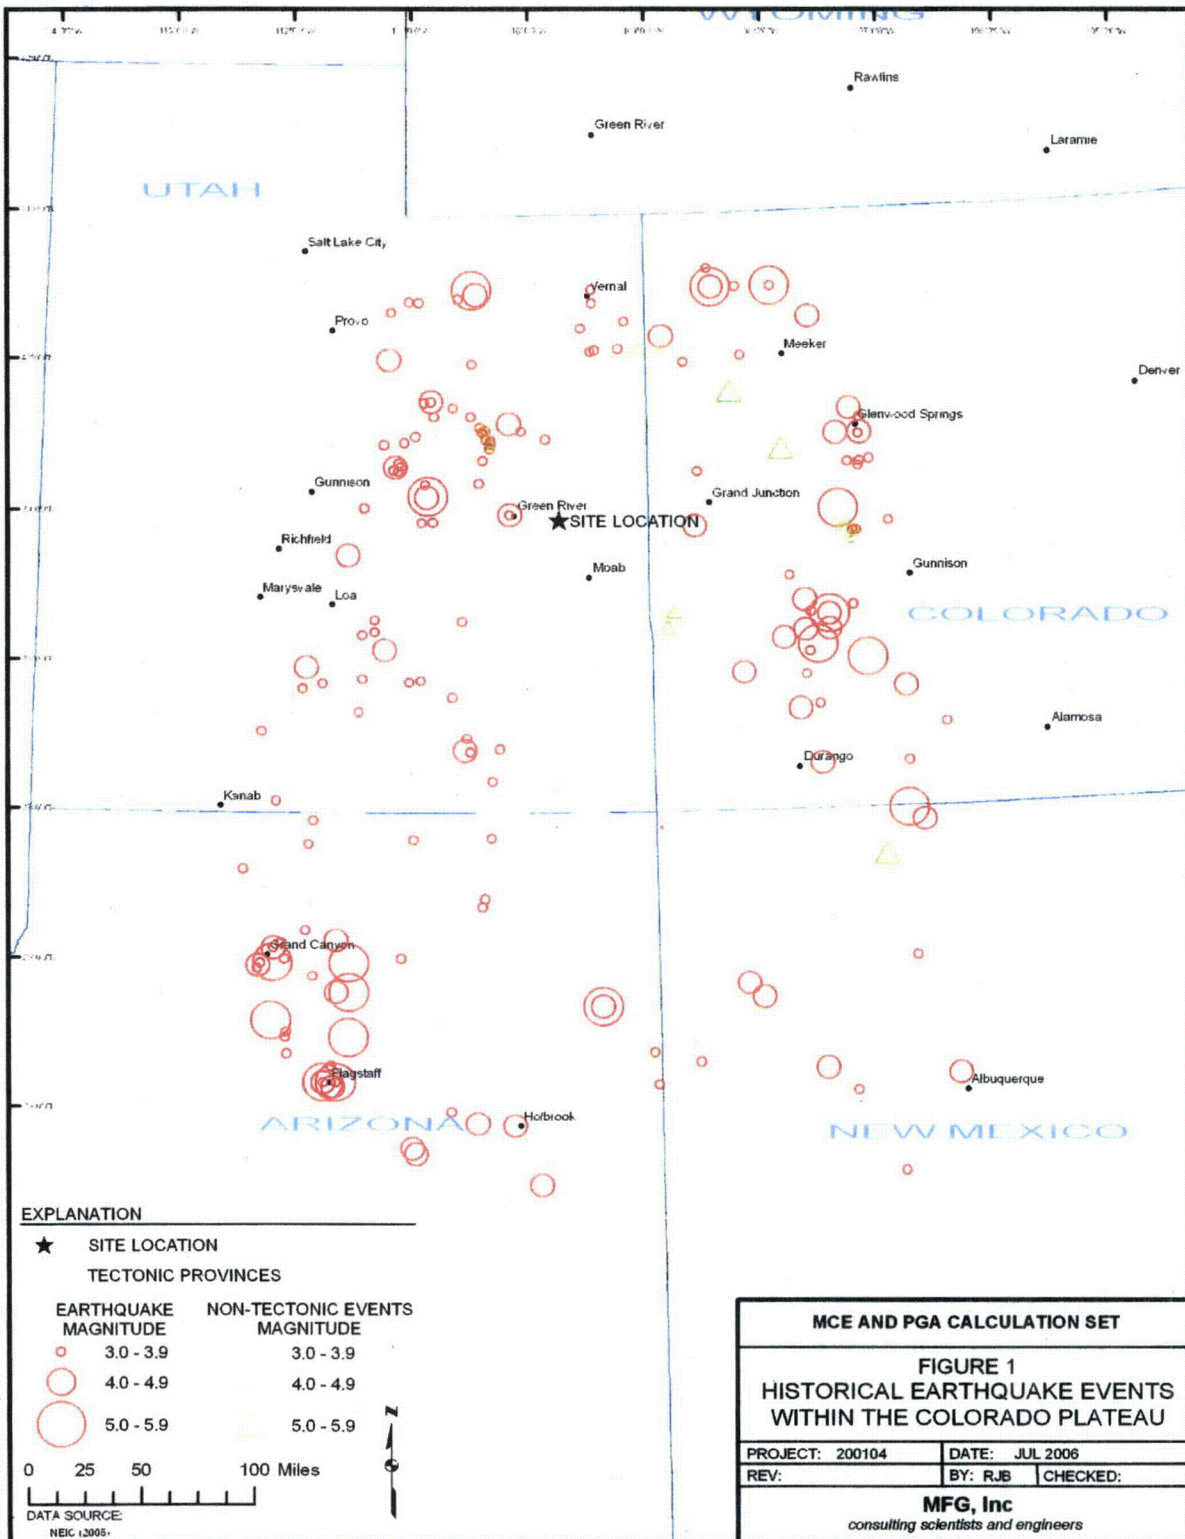 WYOMING
Rawlins
Green River
Laramie
UTAH
Salt Lake City
Vernal
Provo
Meeker
Denver
Glenwood Springs
Gunnison
Grand Junction
Green River
SITE LOCATION
Richfield
Moab
Gunnison
Marysvale
Loa
COLORADO
Alamosa
Durango
Kanab
Grand Canyon
Flagstaff
Albuquerque
ARIZONA
Holbrook
NEW MEXICO
EXPLANATION
SITE LOCATION
TECTONIC PROVINCES
EARTHQUAKE NON-TECTONIC EVENTS
MAGNITUDE MAGNITUDE
3.0 - 3.9 3.0 - 3.9
4.0 - 4.9 4.0 - 4.9
5.0 - 5.9 5.0 - 5.9
N
0 25 50 100 Miles
DATA SOURCE:
NEIC (2005)
MCE AND PGA CALCULATION SET
FIGURE 1
HISTORICAL EARTHQUAKE EVENTS
WITHIN THE COLORADO PLATEAU
PROJECT: 200104 DATE: JUL 2006
REV: BY: RJB CHECKED:
MFG, Inc
consulting scientists and engineers